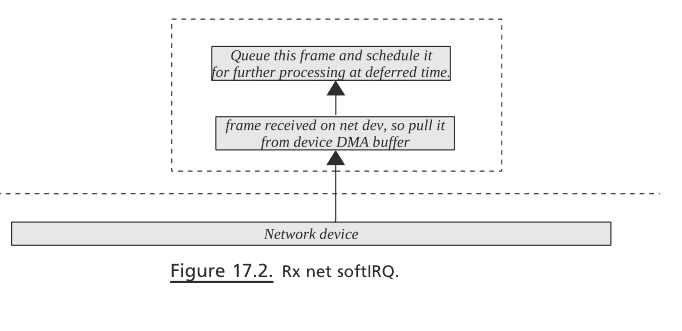 Queue this frame and schedule it
for further processing at deferred time.
frame received on net dev, so pull it
from device DMA buffer
Network device
Figure 17.2. Rx net softIRQ.